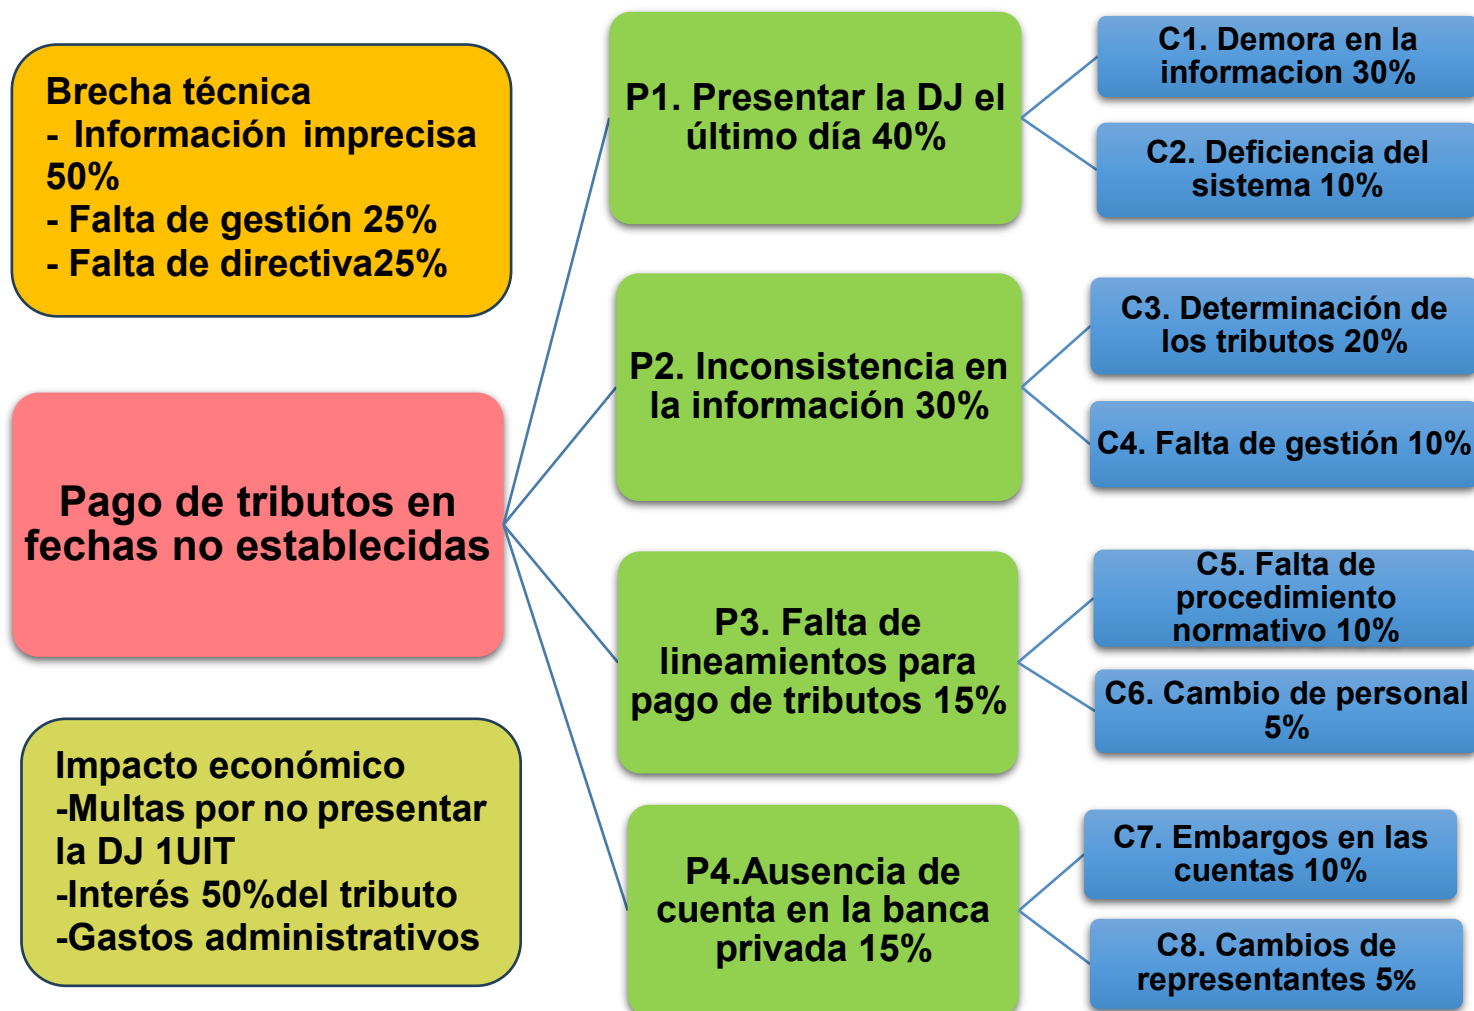 Brecha técnica
- Información imprecisa
50%
- Falta de gestión 25%
- Falta de directiva25%
Pago de tributos en
fechas no establecidas
Impacto económico
-Multas por no presentar
la DJ 1UIT
-Interés 50%del tributo
-Gastos administrativos
P1. Presentar la DJ el
último día 40%
P2. Inconsistencia en
la información 30%
P3. Falta de
lineamientos para
pago de tributos 15%
P4.Ausencia de
cuenta en la banca
privada 15%
C1. Demora en la
informacion 30%
C2. Deficiencia del
sistema 10%
C3. Determinación de
los tributos 20%
C4. Falta de gestión 10%
C5. Falta de
procedimiento
normativo 10%
C6. Cambio de personal
5%
C7. Embargos en las
cuentas 10%
C8. Cambios de
representantes 5%